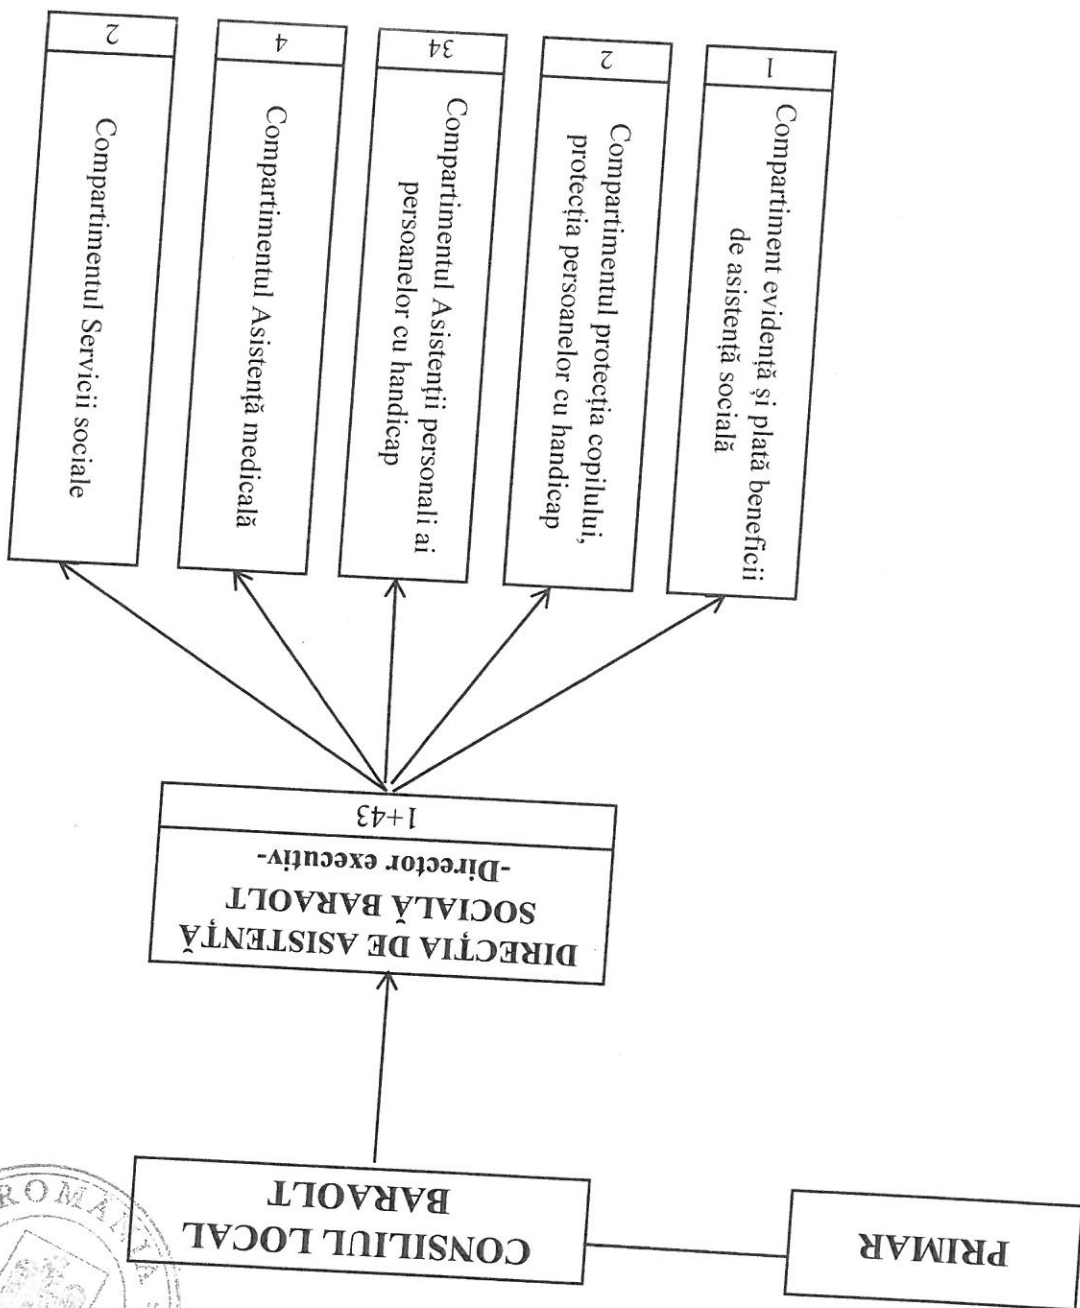 PRIMAR
CONSILIUL LOCAL
BARAOLT
DIRECȚIA DE ASISTENȚĂ
SOCIALĂ BARAOLT
-Director executiv-
1+43
Compartiment evidență și plată beneficii
de asistență socială
1
Compartimentul protecția copilului,
protecția persoanelor cu handicap
2
Compartimentul Asistenții personali ai
persoanelor cu handicap
34
Compartimentul Asistență medicală
4
Compartimentul Servicii sociale
2
ROMÂNIA